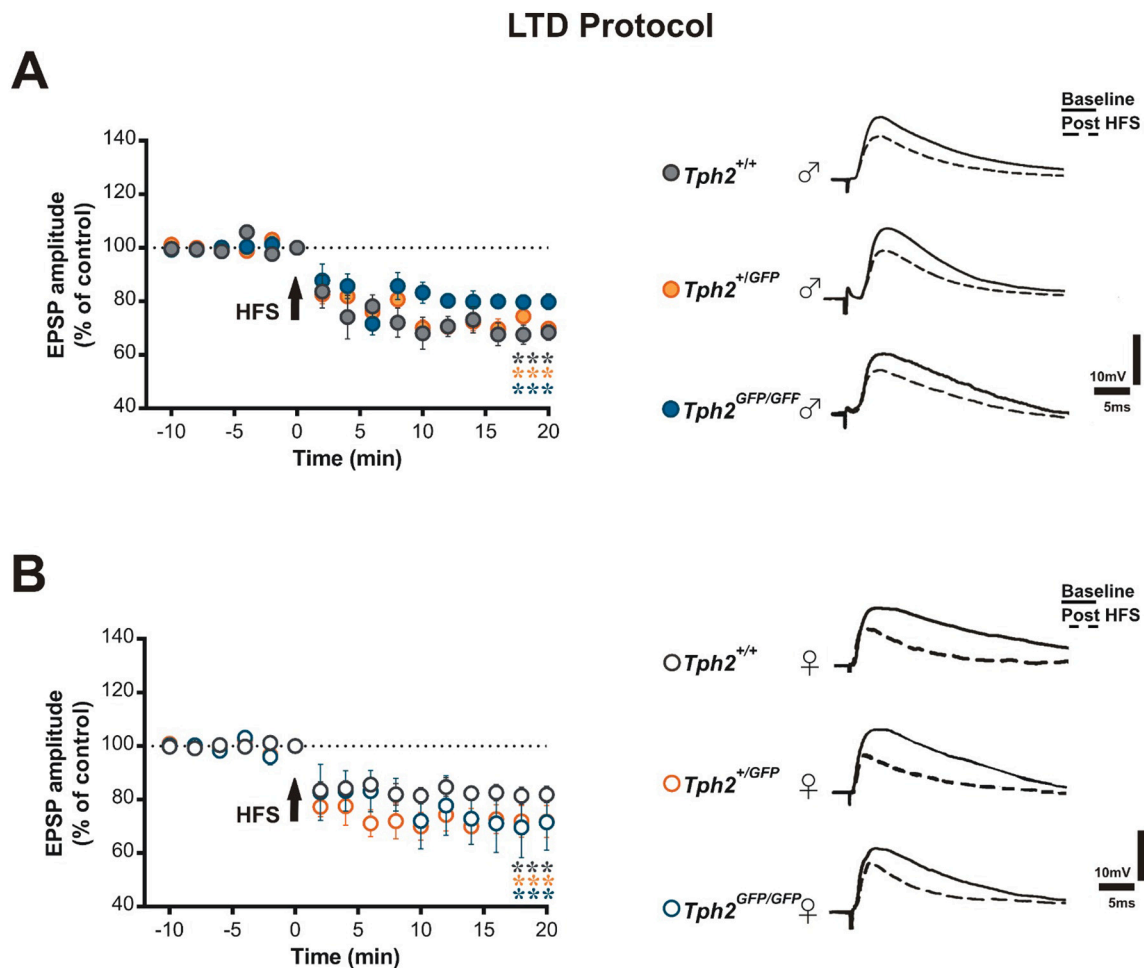 LTD Protocol
A
EPSP amplitude
(% of control)
140
120
100
80
60
40
HFS
***
***
***
-10 -5 0 5 10 15 20
Time (min)
Baseline
Post HFS
Tph2+/+ ♂
Tph2+/GFP ♂
Tph2GFP/GFP ♂
10mV
5ms
B
EPSP amplitude
(% of control)
140
120
100
80
60
40
HFS
***
***
***
-10 -5 0 5 10 15 20
Time (min)
Baseline
Post HFS
Tph2+/+ ♀
Tph2+/GFP ♀
Tph2GFP/GFP ♀
10mV
5ms